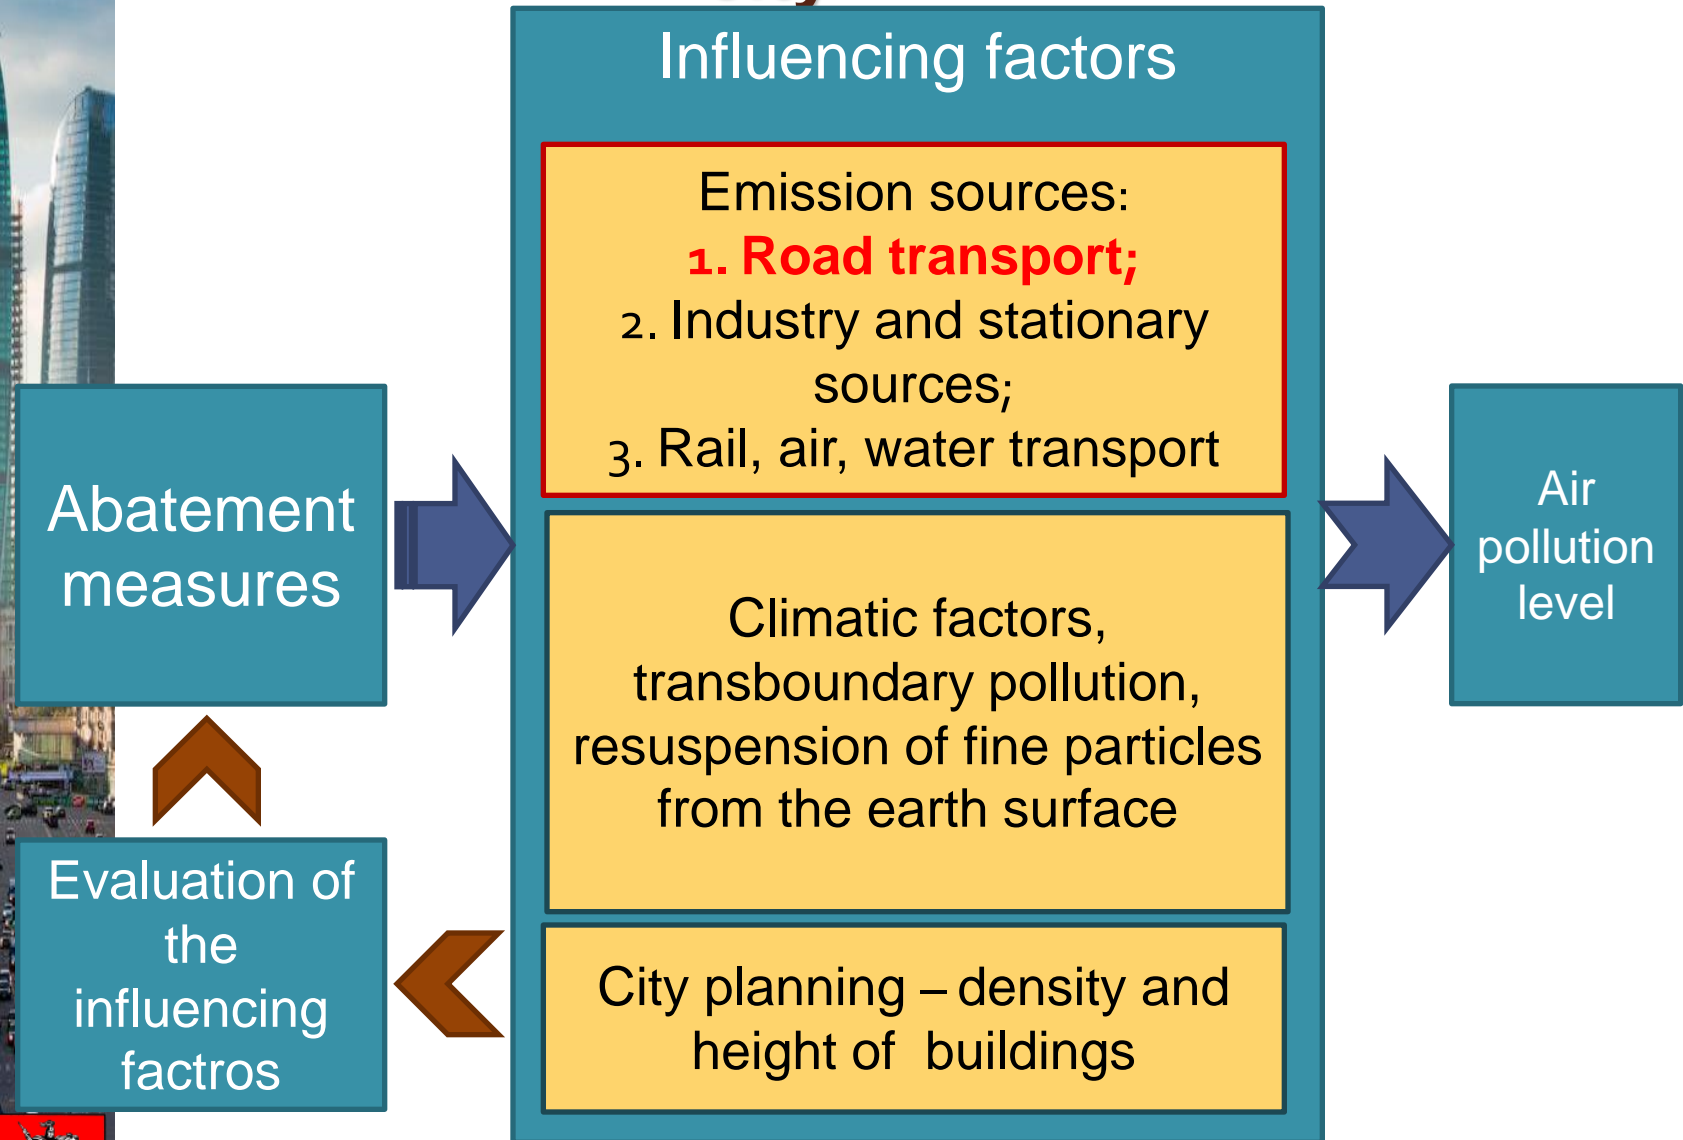 Influencing factors
Emission sources:
1. Road transport;
2. Industry and stationary
sources;
3. Rail, air, water transport
Abatement
measures
Climatic factors,
transboundary pollution,
resuspension of fine particles
from the earth surface
Air
pollution
level
Evaluation of
the
influencing
factros
City planning – density and
height of  buildings